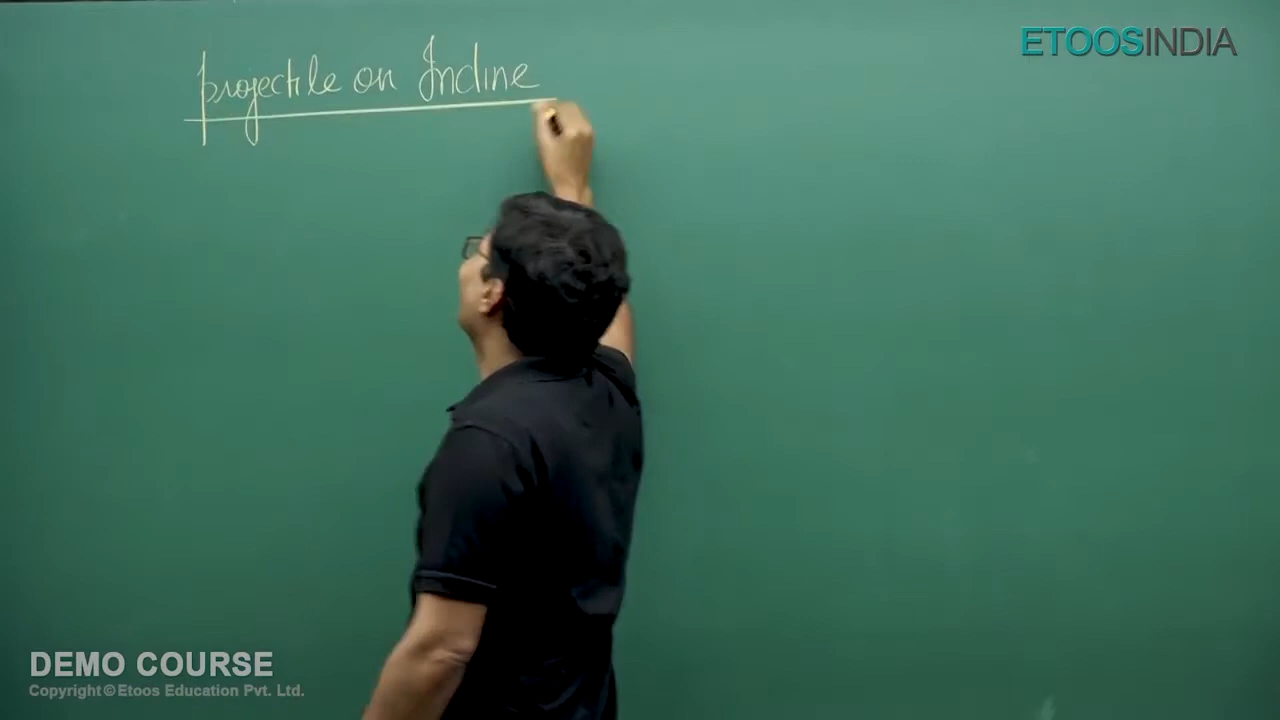 projectile on Incline
ETOOSINDIA
DEMO COURSE
Copyright © Etoos Education Pvt. Ltd.